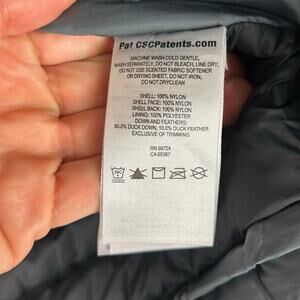 Pat CSCPatents.com
MACHINE WASH COLD GENTLE,
WASH SEPARATELY, DO NOT BLEACH, LINE DRY,
DO NOT USE SCENTED FABRIC SOFTENER
OR DRYING SHEET, DO NOT IRON,
DO NOT DRYCLEAN
SHELL: 100% NYLON
SHELL FACE: 100% NYLON
SHELL BACK: 100% NYLON
LINING: 100% POLYESTER
DOWN AND FEATHERS:
90.0% DUCK DOWN, 10.0% DUCK FEATHER
EXCLUSIVE OF TRIMMING
RN 69724
CA 05367